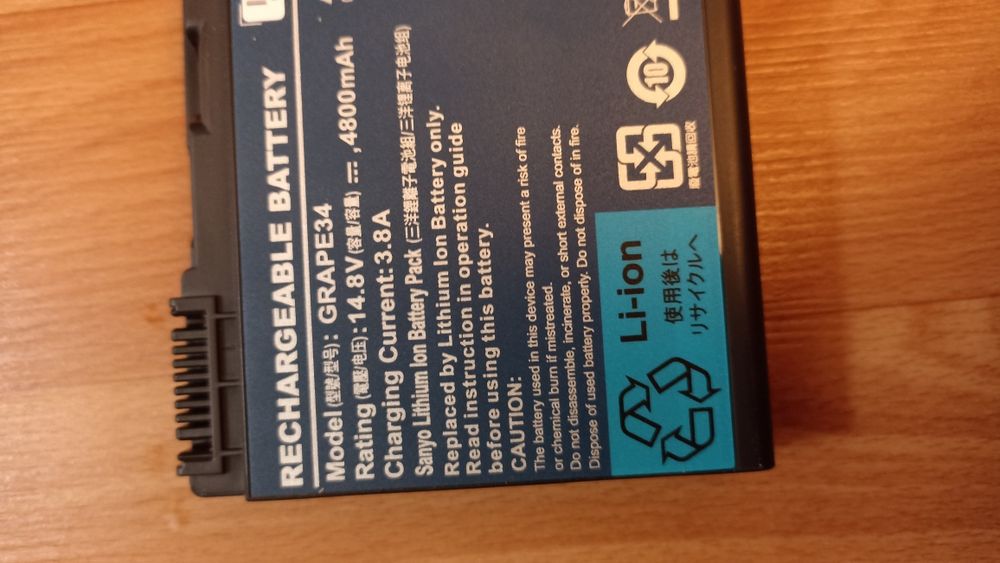 RECHARGEABLE BATTERY
Model (型號/型号): GRAPE34
Rating (電壓/电压): 14.8V (容量/容量) ⎓, 4800mAh
Charging Current: 3.8A
Sanyo Lithium Ion Battery Pack (三洋鋰離子電池組/三洋锂离子电池组)
Replaced by Lithium Ion Battery only.
Read instruction in operation guide
before using this battery.
CAUTION:
The battery used in this device may present a risk of fire
or chemical burn if mistreated.
Do not disassemble, incinerate, or short external contacts.
Dispose of used battery properly. Do not dispose of in fire.
Li-ion
使用後は
リサイクルへ
廢電池請回收
10